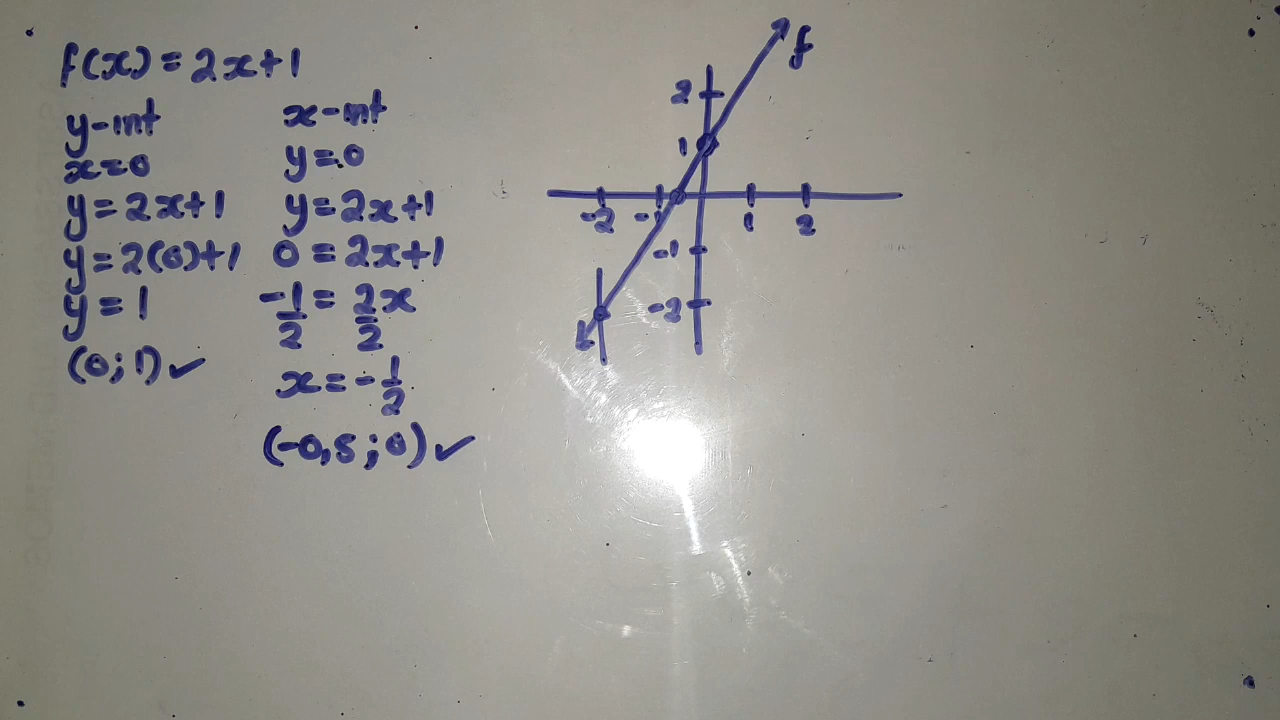 f(x) = 2x+1
y-int
x=0
y=2x+1
y=2(0)+1
y=1
(0;1)✓
x-int
y=0
y=2x+1
0=2x+1
-1/2 = 2x/2
x=-1/2
(-0,5;0)✓
f
2
1
-2 -1 1 2
-1
-2